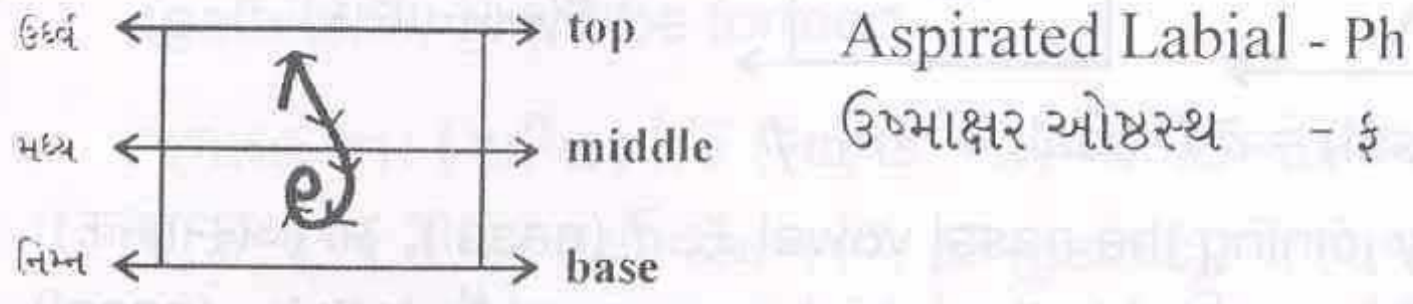 ઉર્ધ્વ top
Aspirated Labial - Ph
મધ્ય middle
ઉષ્માક્ષર ઓષ્ઠસ્થ - ફ
નિમ્ન base